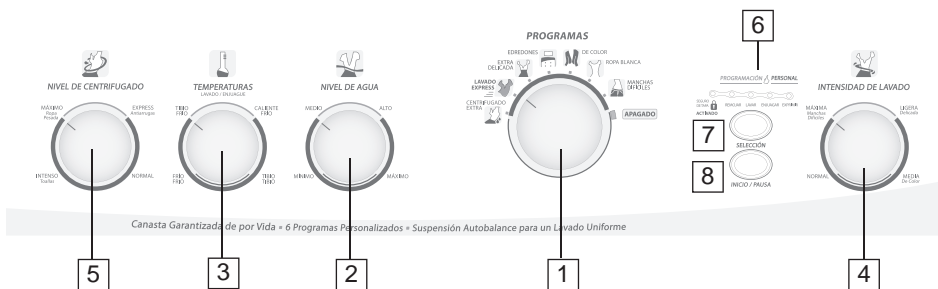 NIVEL DE CENTRIFUGADO
MÁXIMO
Ropa
Pesada
EXPRESS
Antiarrugas
INTENSO
Toallas
NORMAL
TEMPERATURAS
LAVADO / ENJUAGUE
TIBIO
FRÍO
CALIENTE
FRÍO
FRÍO
FRÍO
TIBIO
TIBIO
NIVEL DE AGUA
MEDIO
ALTO
MÍNIMO
MÁXIMO
PROGRAMAS
EDREDONES
DE COLOR
EXTRA
DELICADA
ROPA BLANCA
LAVADO
EXPRESS
MANCHAS
DIFÍCILES
CENTRIFUGADO
EXTRA
APAGADO
6
PROGRAMACIÓN PERSONAL
REMOJAR LAVAR ENJUAGAR EXPRIMIR
ACTIVADO
7
SELECCIÓN
8
INICIO / PAUSA
INTENSIDAD DE LAVADO
MÁXIMA
Manchas
Difíciles
LIGERA
Delicada
NORMAL
MEDIA
De Color
Canasta Garantizada de por Vida • 6 Programas Personalizados • Suspensión Autobalance para un Lavado Uniforme
5
3
2
1
4